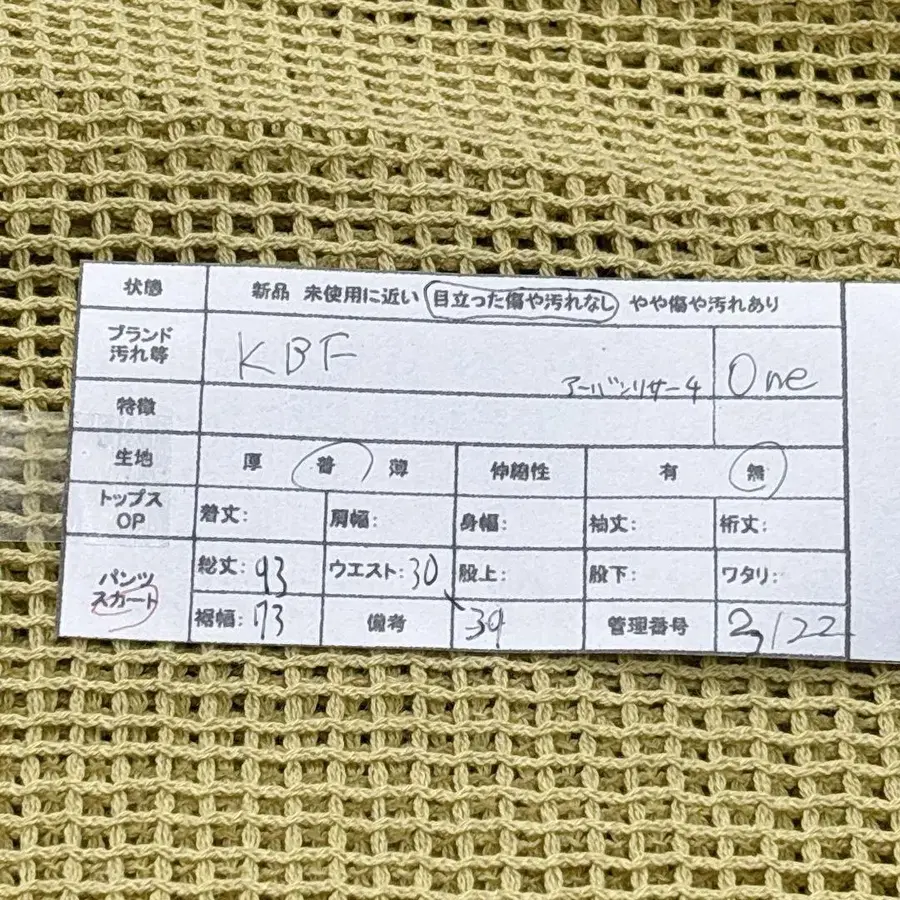 状態 新品 未使用に近い 目立った傷や汚れなし やや傷や汚れあり
ブランド 汚れ等 KBF アーバンリサーチ One
特徴
生地 厚 普 薄 伸縮性 有 無
トップス OP 着丈: 肩幅: 身幅: 袖丈: 裄丈:
パンツ スカート 総丈: 93 ウエスト: 30 股上: 股下: ワタリ:
裾幅: 73 備考 39 管理番号